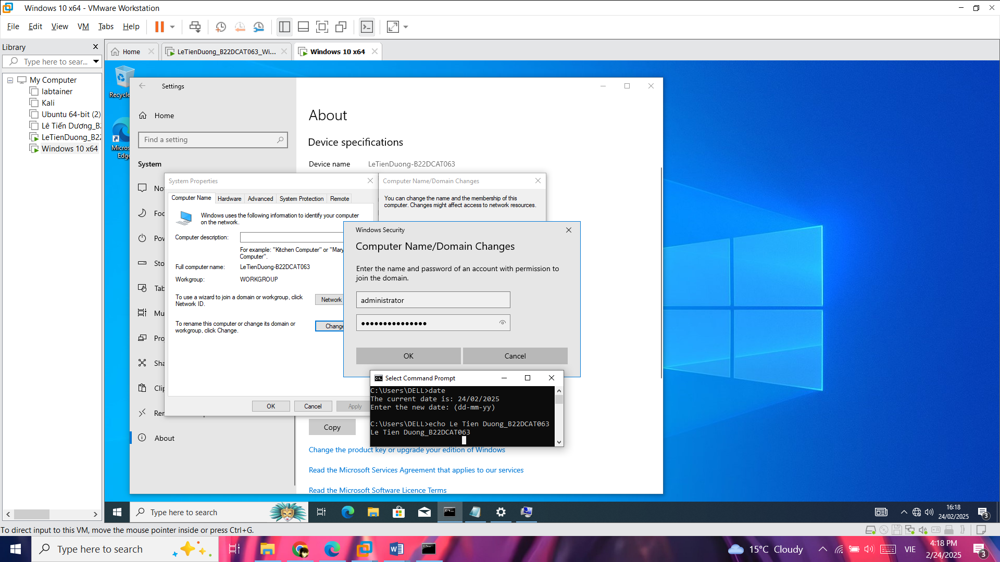 Windows 10 x64 - VMware Workstation
File Edit View VM Tabs Help
Library
Type here to sear...
My Computer
labtainer
Kali
Ubuntu 64-bit (2)
Lê Tiến Dương_B
LeTienDuong_B22
Windows 10 x64
Home
LeTienDuong_B22DCAT063_Wi...
Windows 10 x64
Recycle
Settings
Home
Find a setting
System
About
Device specifications
Device name LeTienDuong-B22DCAT063
System Properties
Computer Name Hardware Advanced System Protection Remote
Windows uses the following information to identify your computer
on the network.
Computer description:
For example: "Kitchen Computer" or "Mary
Computer".
Full computer name: LeTienDuong-B22DCAT063
Workgroup: WORKGROUP
To use a wizard to join a domain or workgroup, click
Network ID.
Network
To rename this computer or change its domain or
workgroup, click Change.
Change
OK Cancel Apply
Computer Name/Domain Changes
You can change the name and the membership of this
computer. Changes might affect access to network resources.
Windows Security
Computer Name/Domain Changes
Enter the name and password of an account with permission to
join the domain.
administrator
OK Cancel
Select Command Prompt
C:\Users\DELL>date
The current date is: 24/02/2025
Enter the new date: (dd-mm-yy)
C:\Users\DELL>echo Le Tien Duong_B22DCAT063
Le Tien Duong_B22DCAT063
About
Copy
Change the product key or upgrade your edition of Windows
Read the Microsoft Services Agreement that applies to our services
Read the Microsoft Software Licence Terms
Type here to search
16:18
24/02/2025
3
To direct input to this VM, move the mouse pointer inside or press Ctrl+G.
Type here to search
15°C Cloudy
VIE
4:18 PM
2/24/2025
3